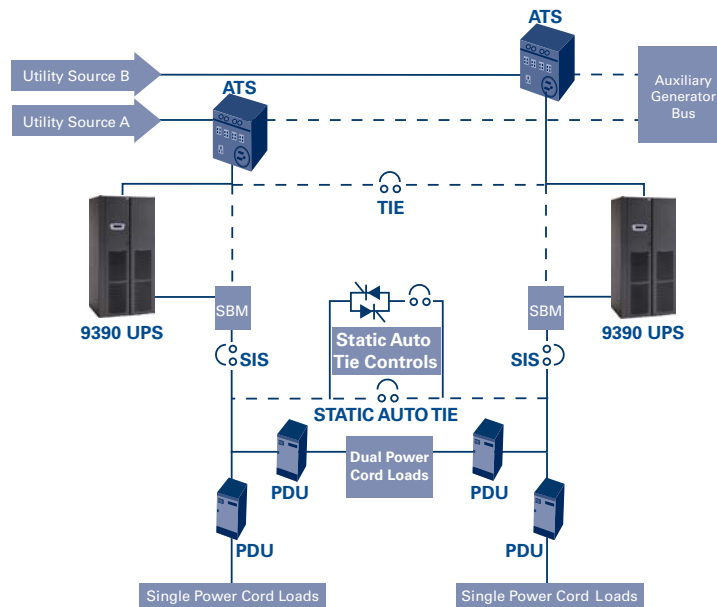 ATS
ATS
Utility Source B
Auxiliary
Generator
Bus
Utility Source A
TIE
SBM
SBM
9390 UPS
9390 UPS
Static Auto
Tie Controls
SIS
SIS
STATIC AUTO TIE
Dual Power
Cord Loads
PDU
PDU
PDU
PDU
Single Power Cord Loads
Single Power Cord Loads